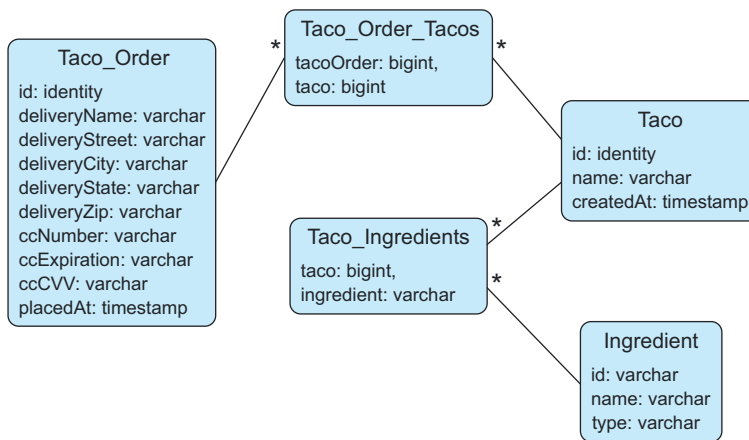 Taco_Order
id: identity
deliveryName: varchar
deliveryStreet: varchar
deliveryCity: varchar
deliveryState: varchar
deliveryZip: varchar
ccNumber: varchar
ccExpiration: varchar
ccCVV: varchar
placedAt: timestamp
*
Taco_Order_Tacos
tacoOrder: bigint,
taco: bigint
*
Taco
id: identity
name: varchar
createdAt: timestamp
Taco_Ingredients
taco: bigint,
ingredient: varchar
*
*
Ingredient
id: varchar
name: varchar
type: varchar